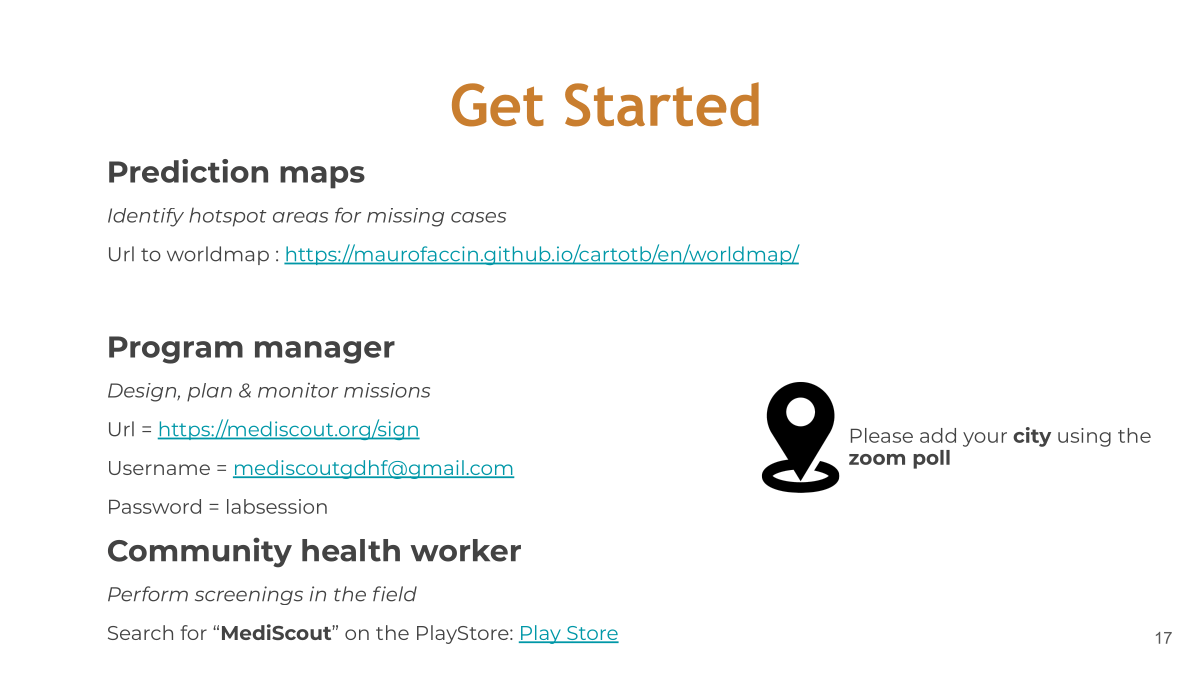 Get Started
Prediction maps
Identify hotspot areas for missing cases
Url to worldmap : https://maurofaccin.github.io/cartotb/en/worldmap/
Program manager
Design, plan & monitor missions
Url = https://mediscout.org/sign
Username = mediscoutgdhf@gmail.com
Password = labsession
Please add your city using the
zoom poll
Community health worker
Perform screenings in the field
Search for “MediScout” on the PlayStore: Play Store
17